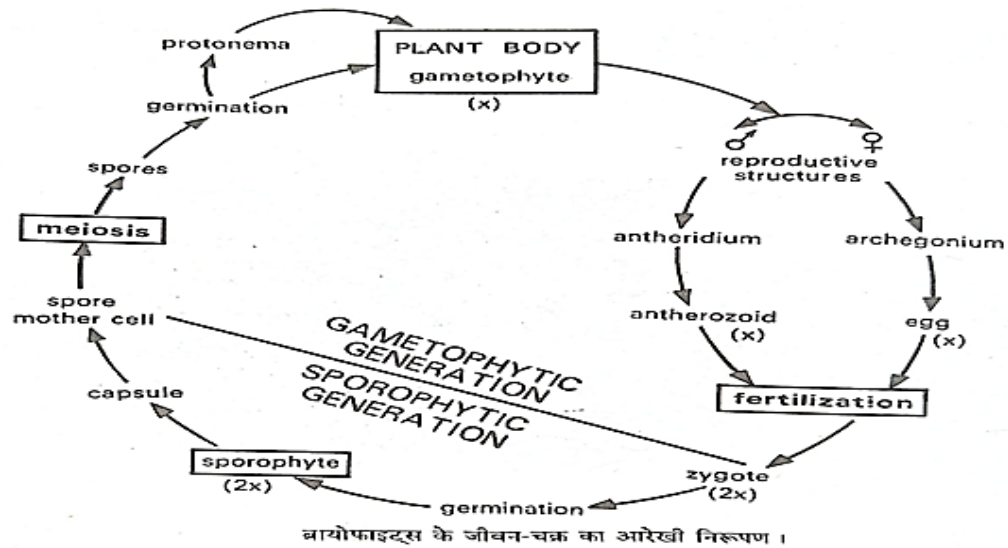 protonema
PLANT BODY
gametophyte
(x)
germination
spores
meiosis
spore
mother cell
capsule
sporophyte
(2x)
germination
zygote
(2x)
fertilization
♂
♀
reproductive
structures
antheridium
archegonium
antherozoid
(x)
egg
(x)
GAMETOPHYTIC
GENERATION
SPOROPHYTIC
GENERATION
ब्रायोफाइट्स के जीवन-चक्र का आरेखी निरूपण ।